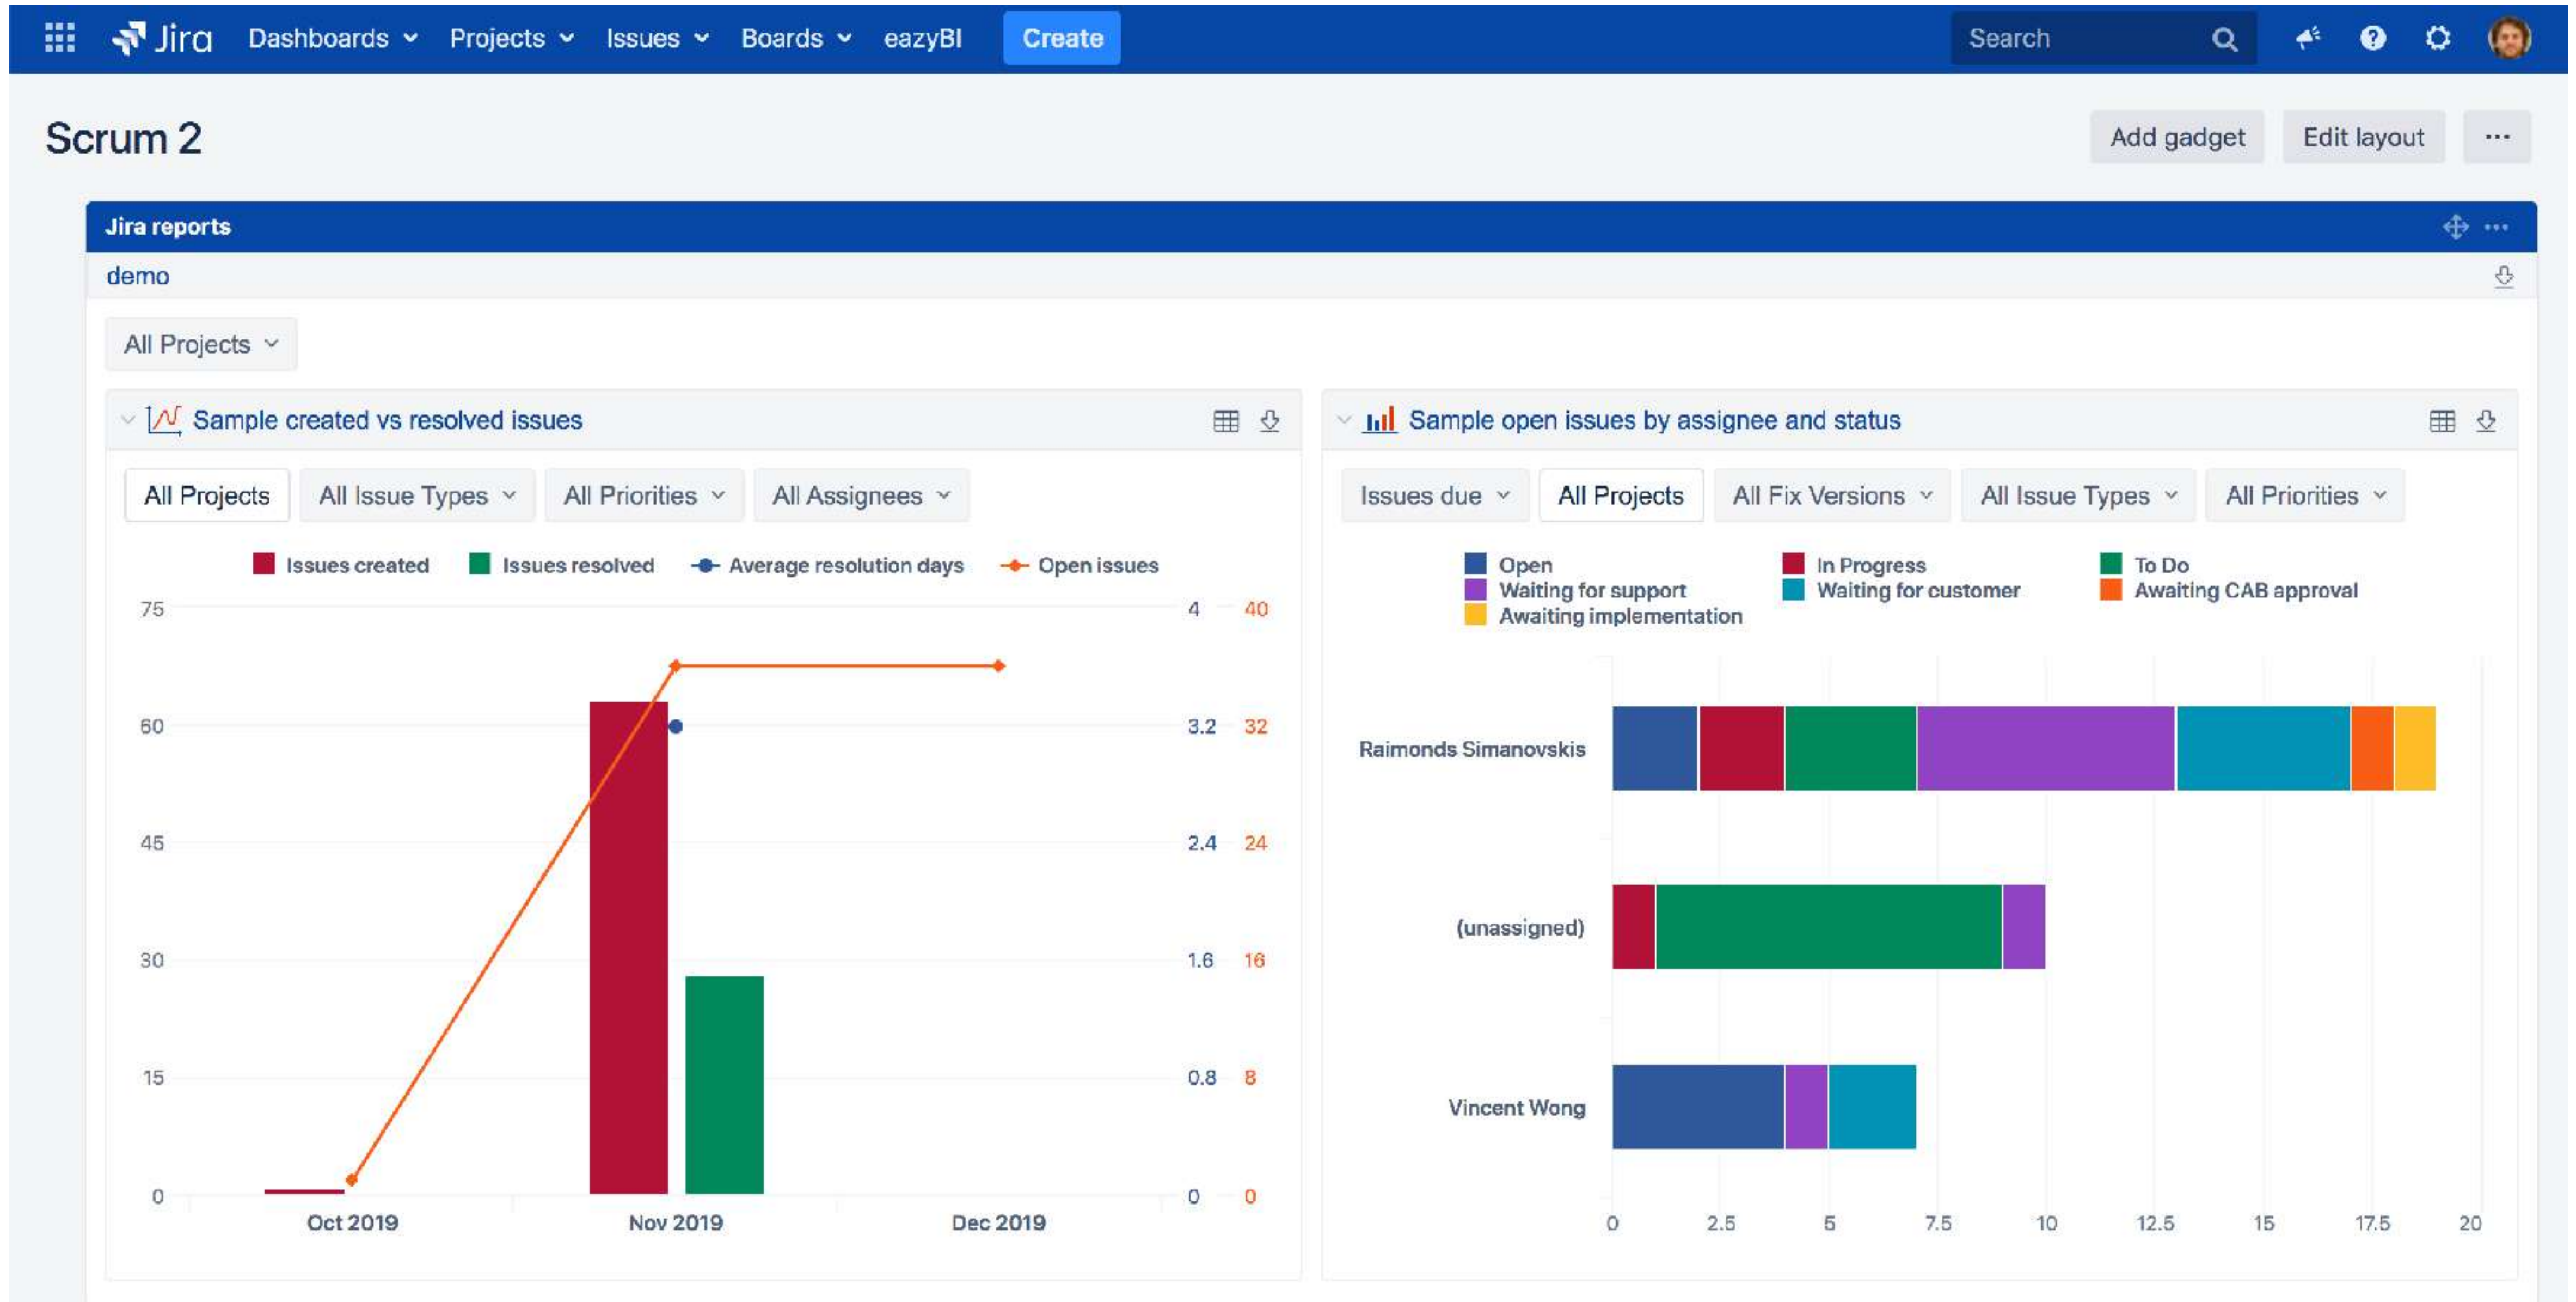 Jira Dashboards Projects Issues Boards eazyBI Create Search
Scrum 2
Add gadget Edit layout
Jira reports
demo
All Projects
Sample created vs resolved issues
All Projects All Issue Types All Priorities All Assignees
Issues created Issues resolved Average resolution days Open issues
75 4 40
60 3.2 32
45 2.4 24
30 1.6 16
15 0.8 8
0 0 0
Oct 2019 Nov 2019 Dec 2019
Sample open issues by assignee and status
Issues due All Projects All Fix Versions All Issue Types All Priorities
Open In Progress To Do
Waiting for support Waiting for customer Awaiting CAB approval
Awaiting implementation
Raimonds Simanovskis
(unassigned)
Vincent Wong
0 2.5 5 7.5 10 12.5 15 17.5 20